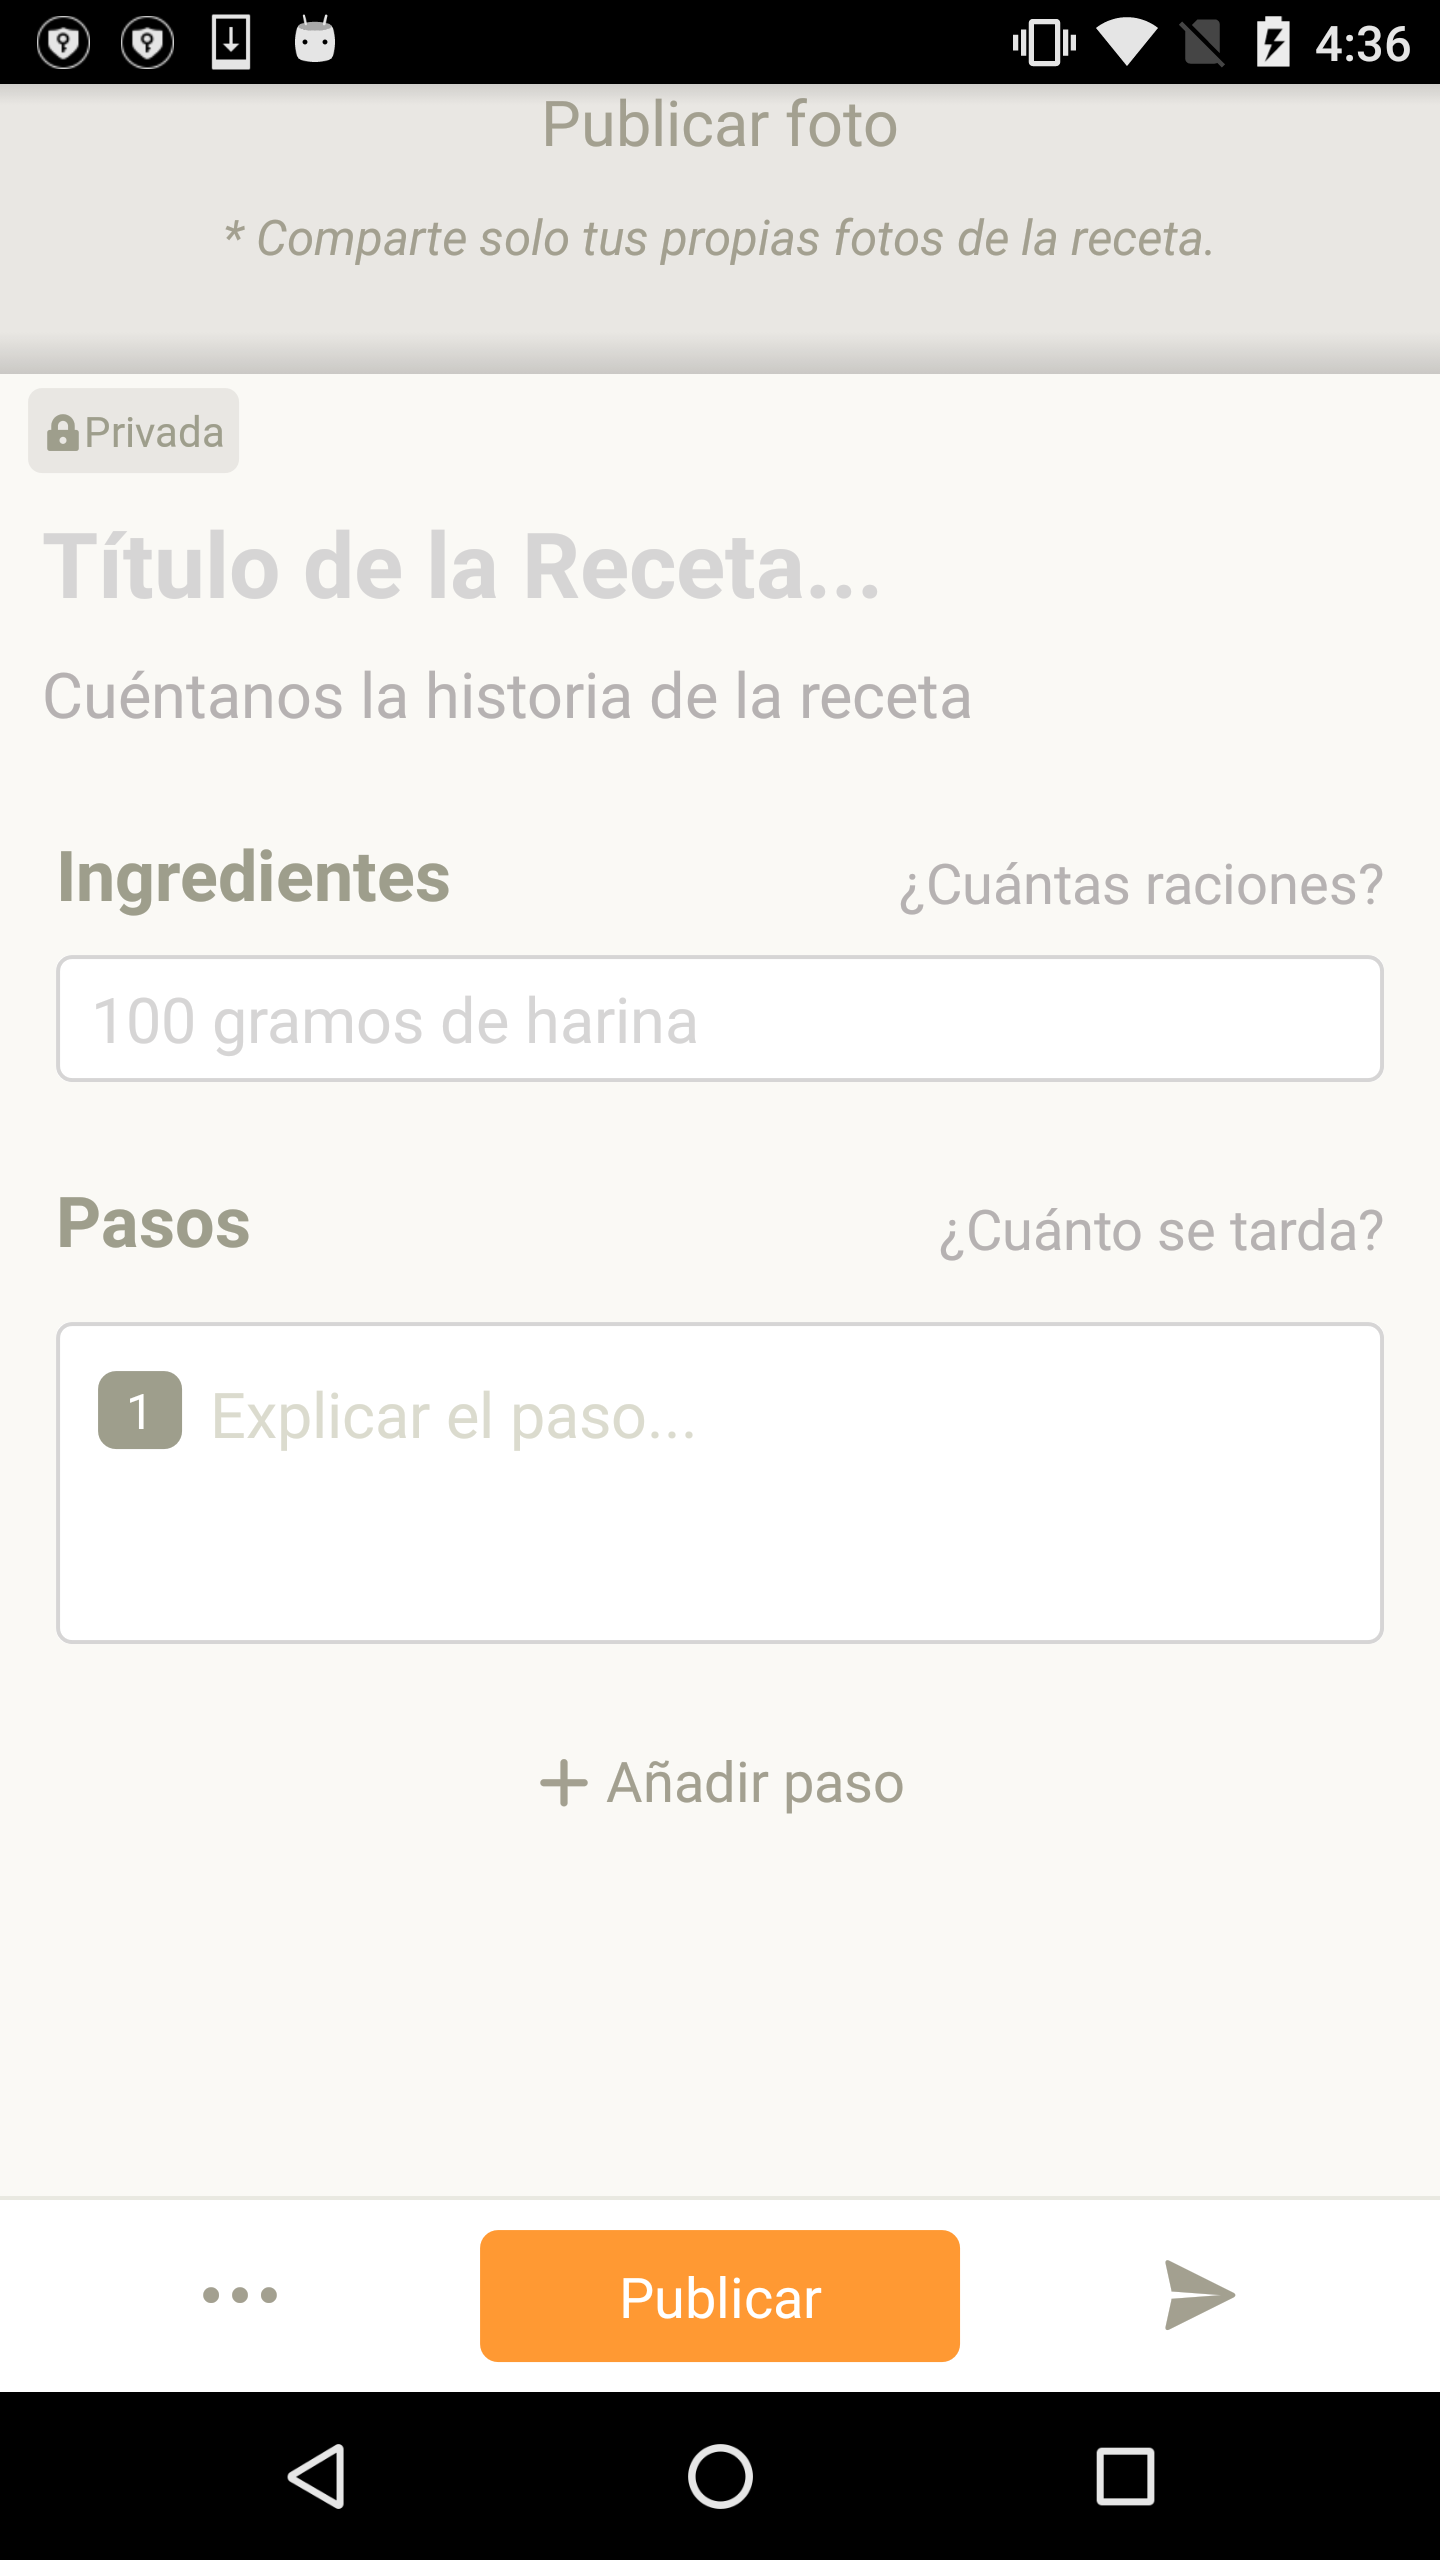 4:36
Publicar foto
* Comparte solo tus propias fotos de la receta.
Privada
Título de la Receta...
Cuéntanos la historia de la receta
Ingredientes
¿Cuántas raciones?
100 gramos de harina
Pasos
¿Cuánto se tarda?
1 Explicar el paso...
+ Añadir paso
Publicar